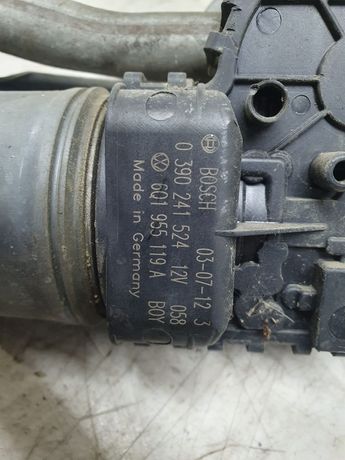 BOSCH 03-07-12 3
0 390 241 524 12V 058
6Q1 955 119 A BOY
Made in Germany